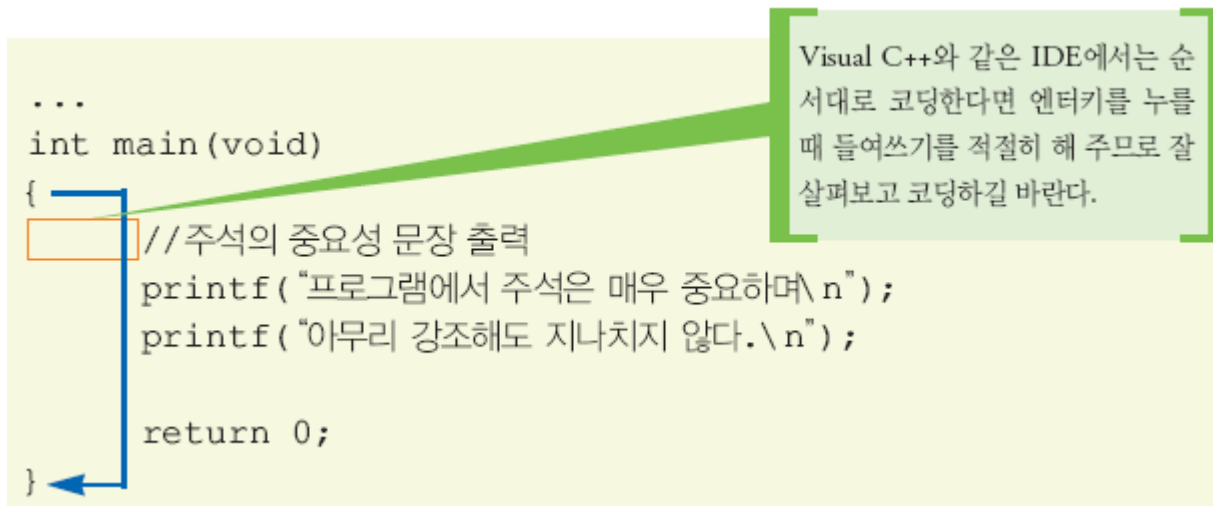 Visual C++와 같은 IDE에서는 순
서대로 코딩한다면 엔터키를 누를
때 들여쓰기를 적절히 해 주므로 잘
살펴보고 코딩하길 바란다.
...
int main(void)
{
//주석의 중요성 문장 출력
printf("프로그램에서 주석은 매우 중요하며\n");
printf("아무리 강조해도 지나치지 않다.\n");
return 0;
}